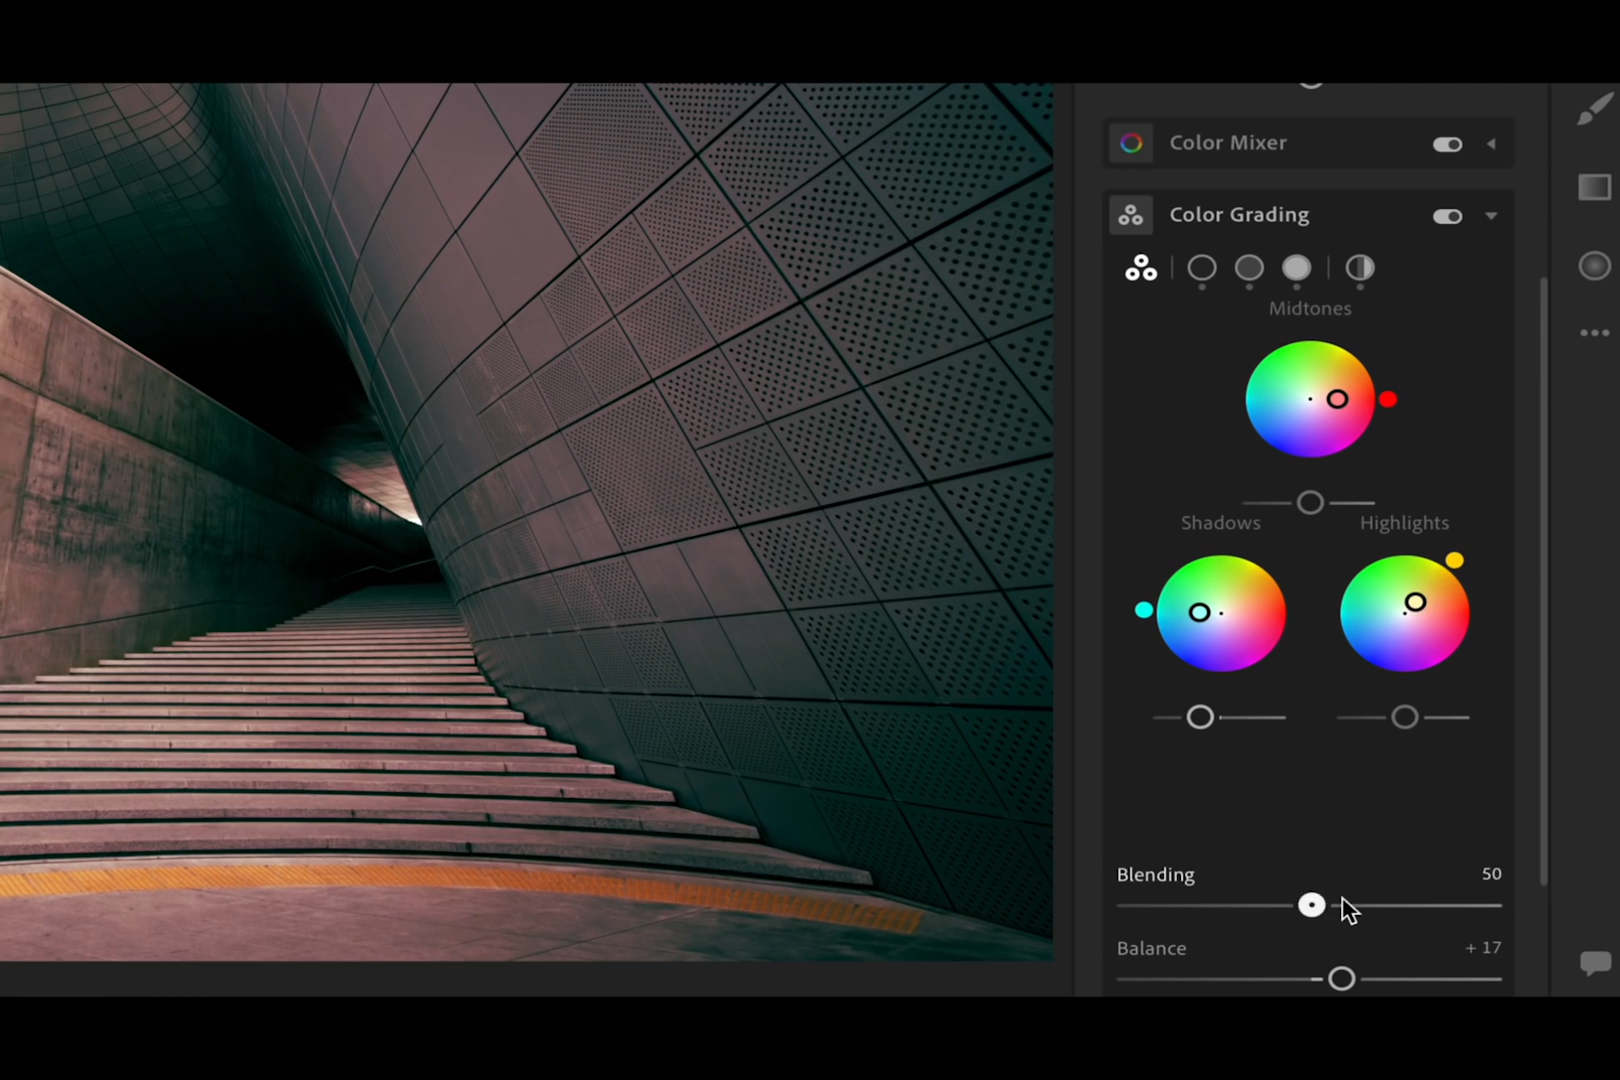 Color Mixer
Color Grading
Midtones
Shadows
Highlights
Blending
50
Balance
+ 17